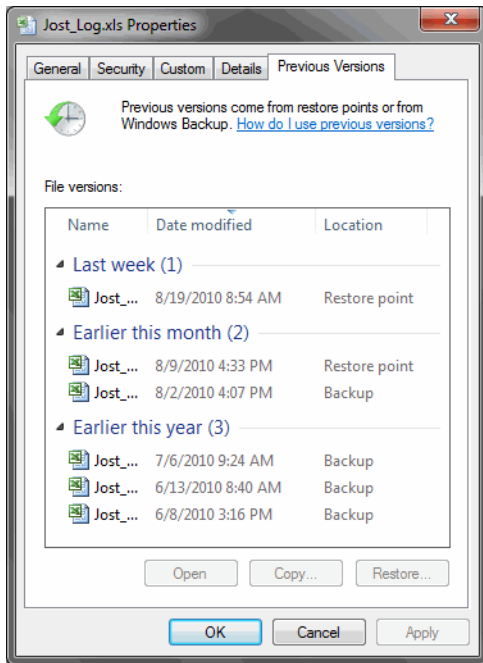 Jost_Log.xls Properties
General Security Custom Details Previous Versions
Previous versions come from restore points or from
Windows Backup. How do I use previous versions?
File versions:
Name Date modified Location
Last week (1)
Jost_... 8/19/2010 8:54 AM Restore point
Earlier this month (2)
Jost_... 8/9/2010 4:33 PM Restore point
Jost_... 8/2/2010 4:07 PM Backup
Earlier this year (3)
Jost_... 7/6/2010 9:24 AM Backup
Jost_... 6/13/2010 8:40 AM Backup
Jost_... 6/8/2010 3:16 PM Backup
Open Copy... Restore...
OK Cancel Apply